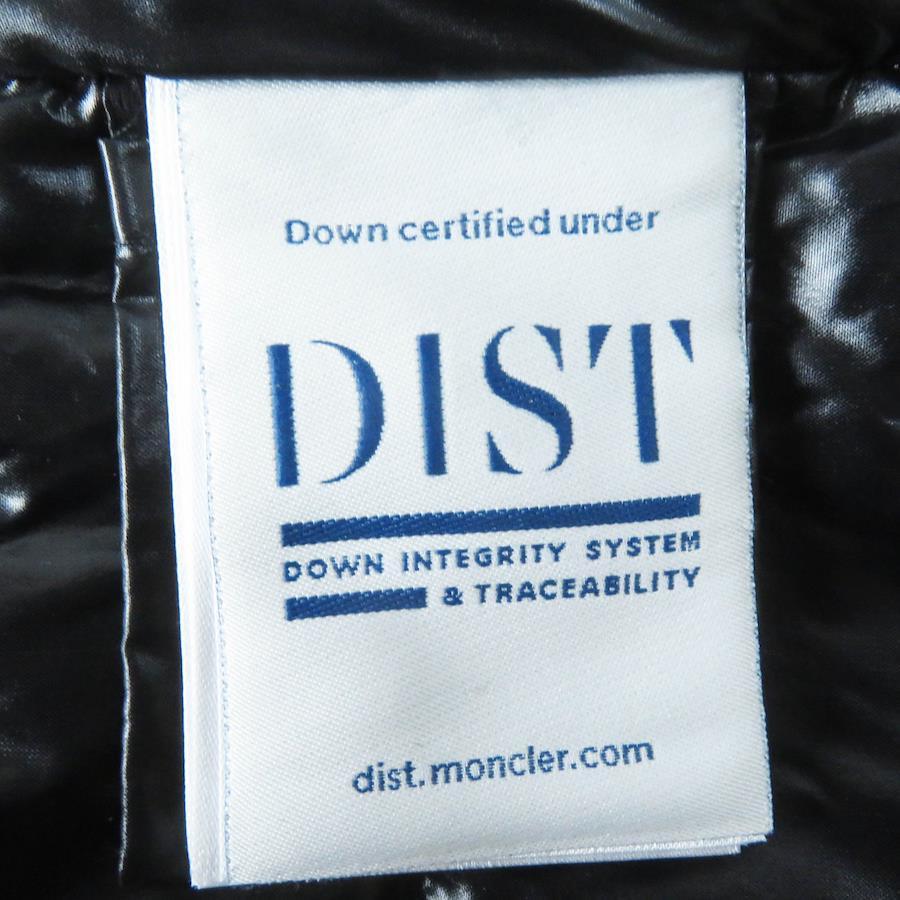 Down certified under
DIST
DOWN INTEGRITY SYSTEM
& TRACEABILITY
dist.moncler.com